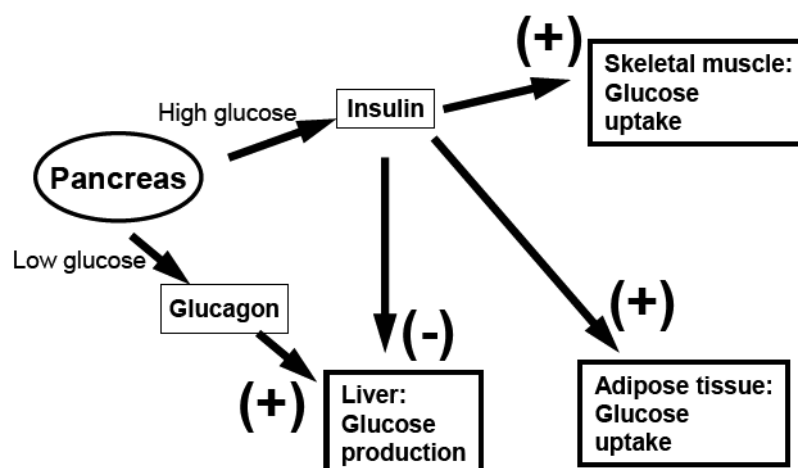 (+)
Skeletal muscle:
Glucose
uptake
High glucose
Insulin
Pancreas
Low glucose
Glucagon
(+)
(-)
(+)
Liver:
Glucose
production
Adipose tissue:
Glucose
uptake